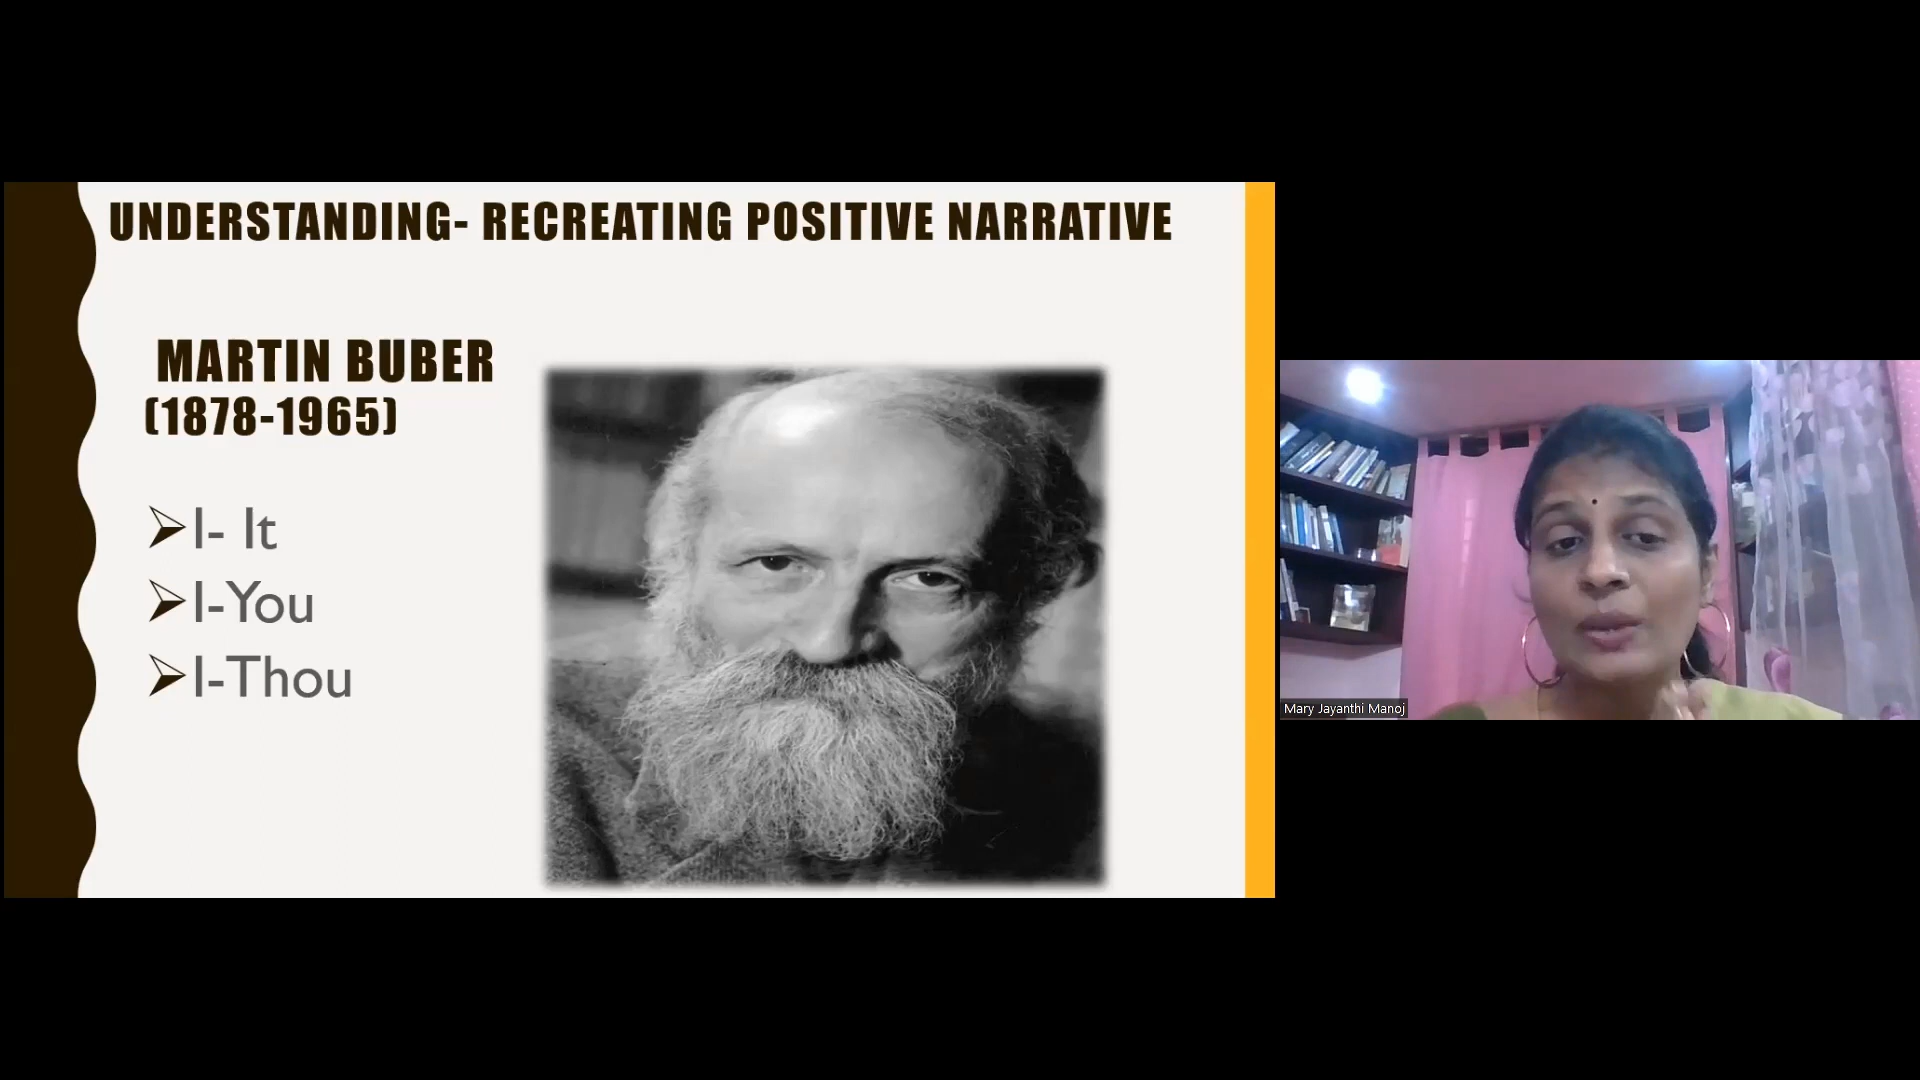 UNDERSTANDING- RECREATING POSITIVE NARRATIVE
MARTIN BUBER
(1878-1965)
I- It
I-You
I-Thou
Mary Jayanthi Manoj